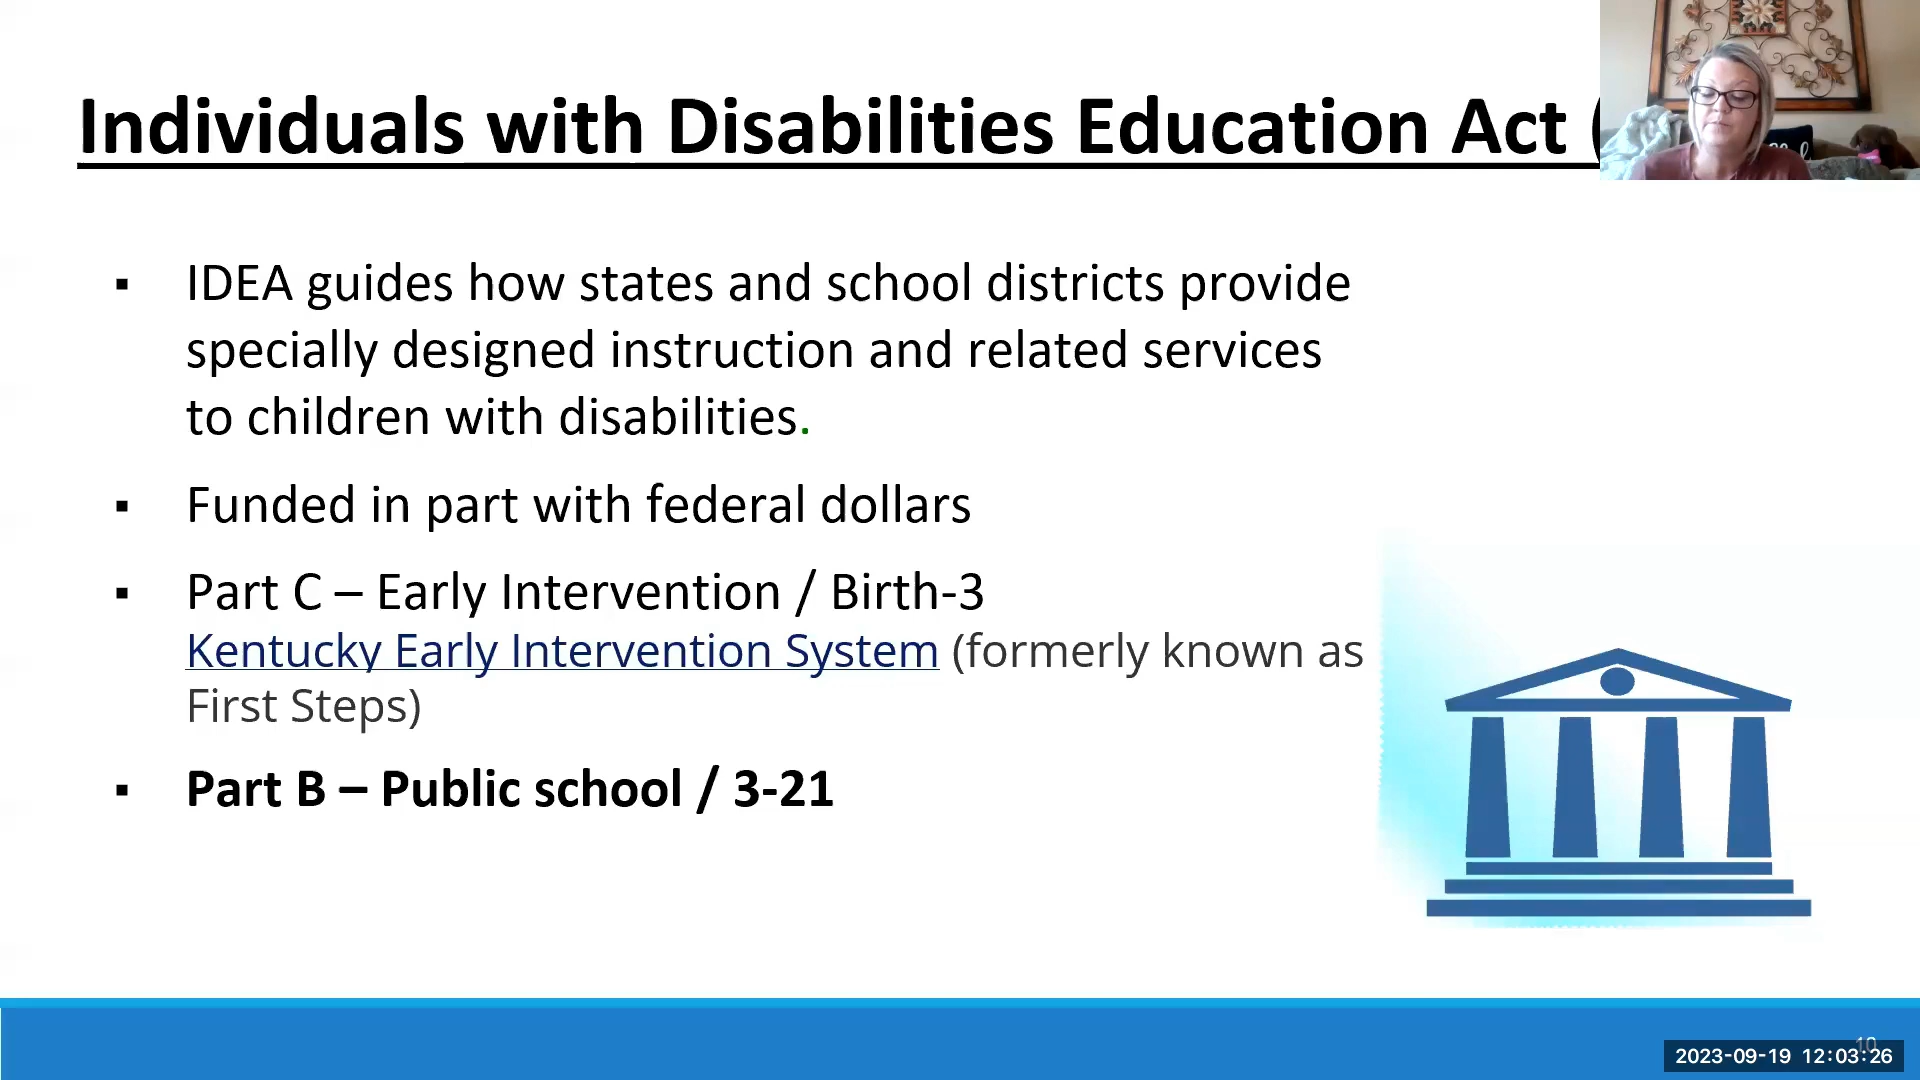 Individuals with Disabilities Education Act (
▪ IDEA guides how states and school districts provide
specially designed instruction and related services
to children with disabilities.
▪ Funded in part with federal dollars
▪ Part C – Early Intervention / Birth-3
Kentucky Early Intervention System (formerly known as
First Steps)
▪ Part B – Public school / 3-21
10
2023-09-19 12:03:26